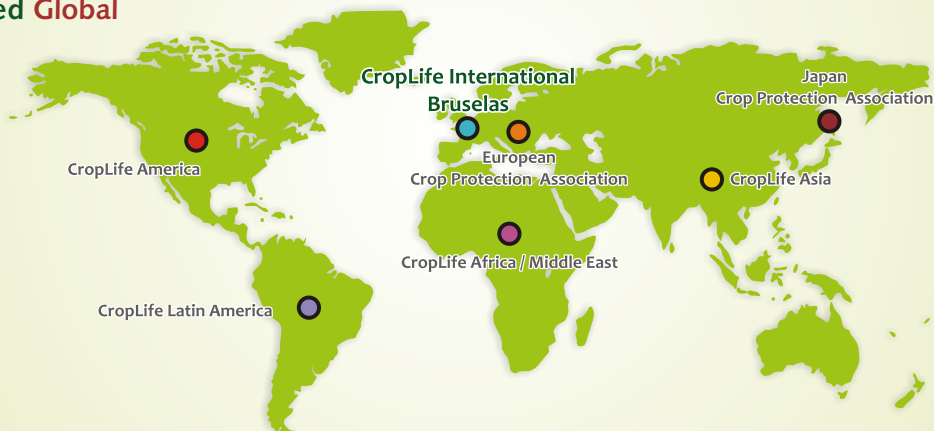 ed Global
CropLife International
Bruselas
Japan
Crop Protection Association
CropLife America
European
Crop Protection Association
CropLife Asia
CropLife Africa / Middle East
CropLife Latin America